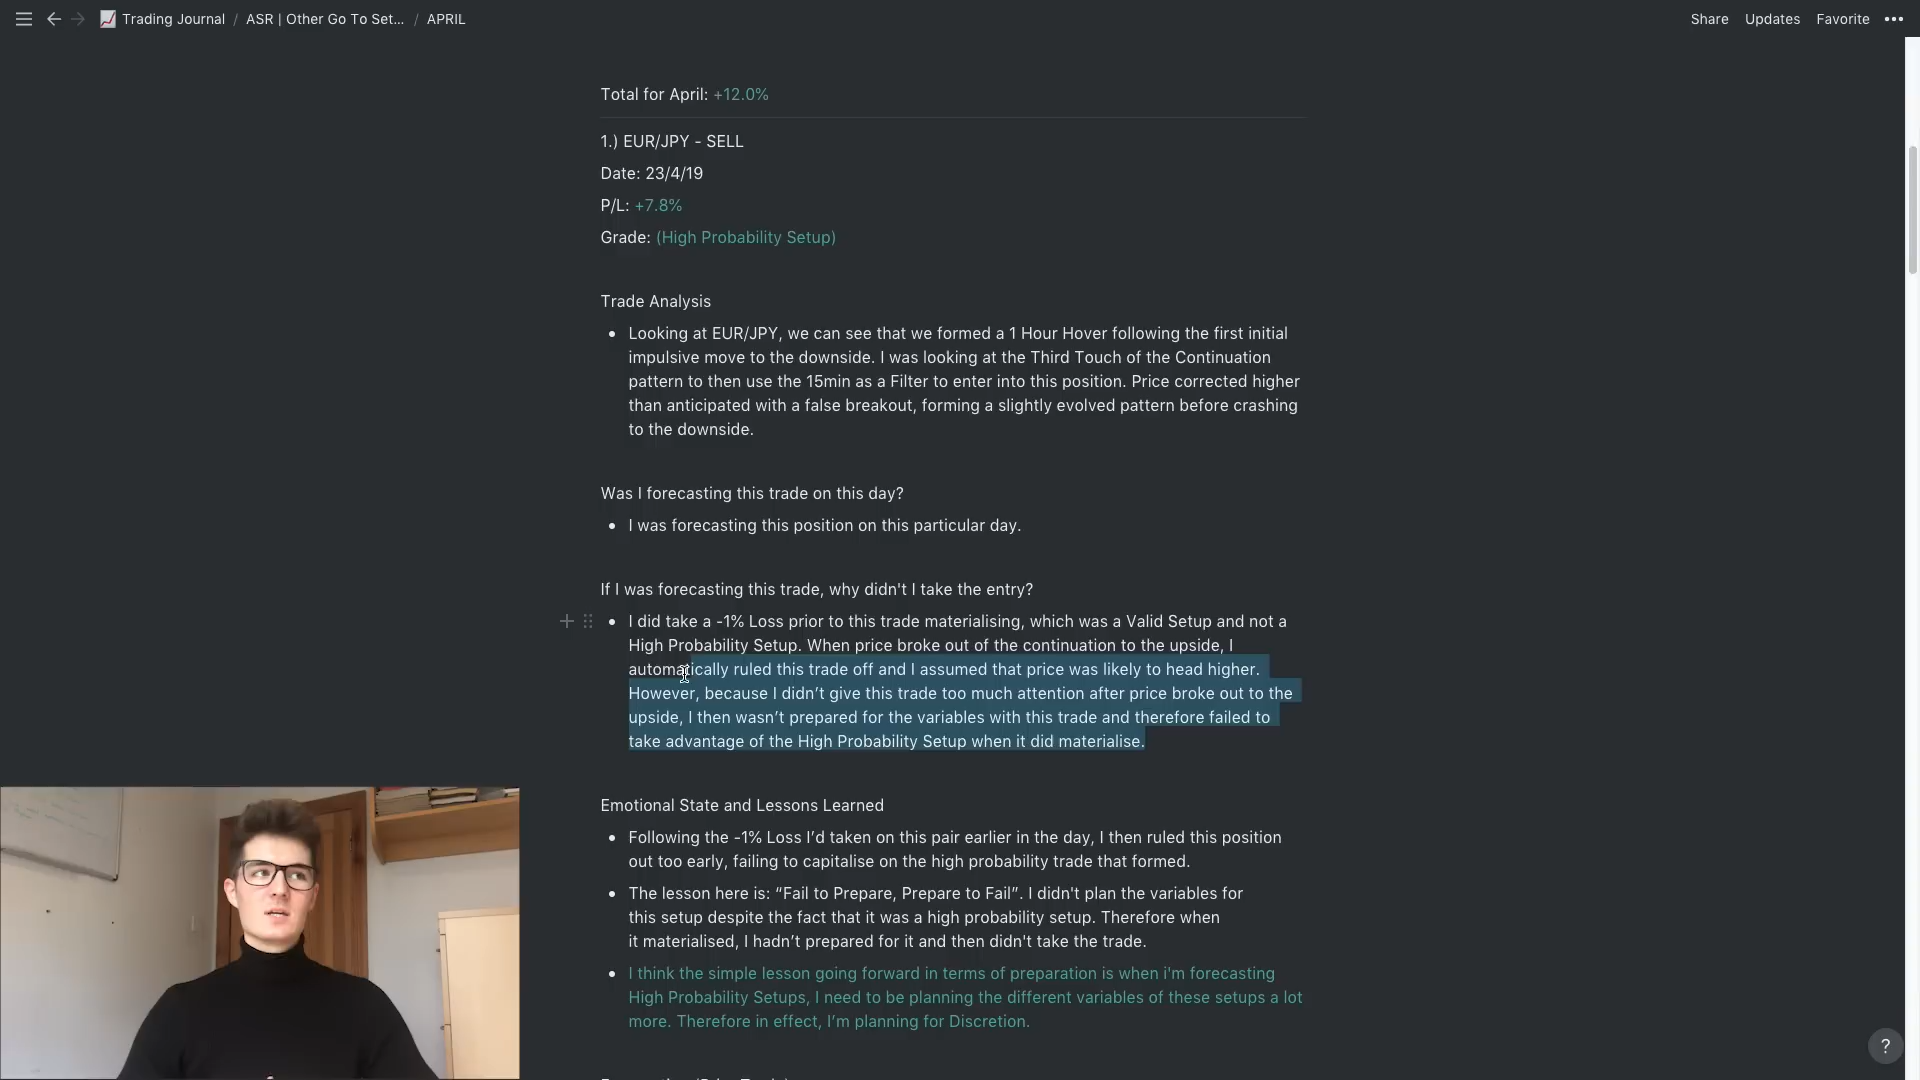 Trading Journal / ASR | Other Go To Set... / APRIL
Share Updates Favorite •••
Total for April: +12.0%
1.) EUR/JPY - SELL
Date: 23/4/19
P/L: +7.8%
Grade: (High Probability Setup)
Trade Analysis
• Looking at EUR/JPY, we can see that we formed a 1 Hour Hover following the first initial
impulsive move to the downside. I was looking at the Third Touch of the Continuation
pattern to then use the 15min as a Filter to enter into this position. Price corrected higher
than anticipated with a false breakout, forming a slightly evolved pattern before crashing
to the downside.
Was I forecasting this trade on this day?
• I was forecasting this position on this particular day.
If I was forecasting this trade, why didn't I take the entry?
• I did take a -1% Loss prior to this trade materialising, which was a Valid Setup and not a
High Probability Setup. When price broke out of the continuation to the upside, I
automatically ruled this trade off and I assumed that price was likely to head higher.
However, because I didn’t give this trade too much attention after price broke out to the
upside, I then wasn’t prepared for the variables with this trade and therefore failed to
take advantage of the High Probability Setup when it did materialise.
Emotional State and Lessons Learned
• Following the -1% Loss I’d taken on this pair earlier in the day, I then ruled this position
out too early, failing to capitalise on the high probability trade that formed.
• The lesson here is: “Fail to Prepare, Prepare to Fail”. I didn't plan the variables for
this setup despite the fact that it was a high probability setup. Therefore when
it materialised, I hadn’t prepared for it and then didn't take the trade.
• I think the simple lesson going forward in terms of preparation is when i'm forecasting
High Probability Setups, I need to be planning the different variables of these setups a lot
more. Therefore in effect, I’m planning for Discretion.
?